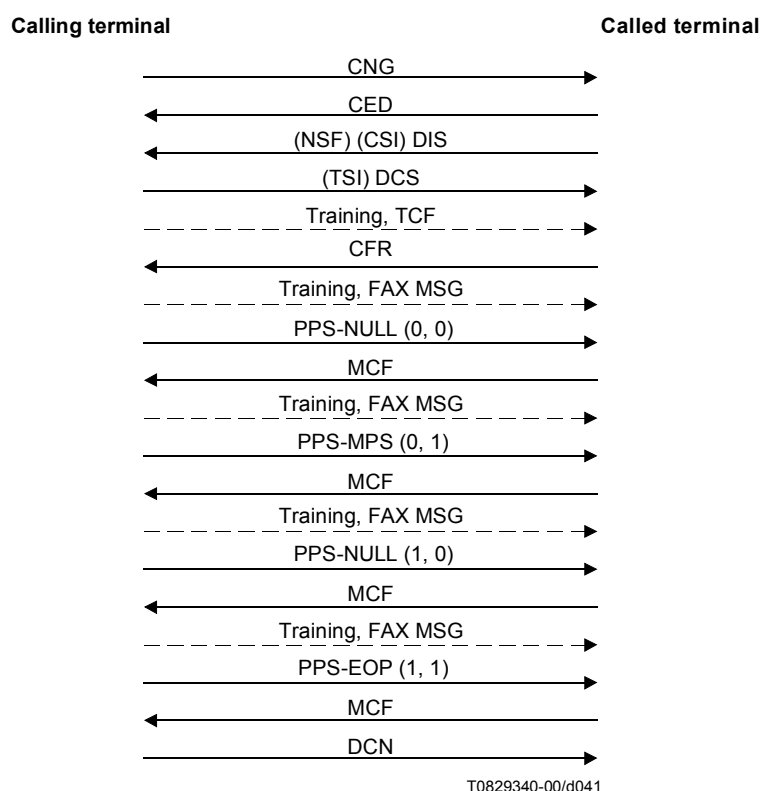 Calling terminal Called terminal
CNG
CED
(NSF) (CSI) DIS
(TSI) DCS
Training, TCF
CFR
Training, FAX MSG
PPS-NULL (0, 0)
MCF
Training, FAX MSG
PPS-MPS (0, 1)
MCF
Training, FAX MSG
PPS-NULL (1, 0)
MCF
Training, FAX MSG
PPS-EOP (1, 1)
MCF
DCN
T0829340-00/d041